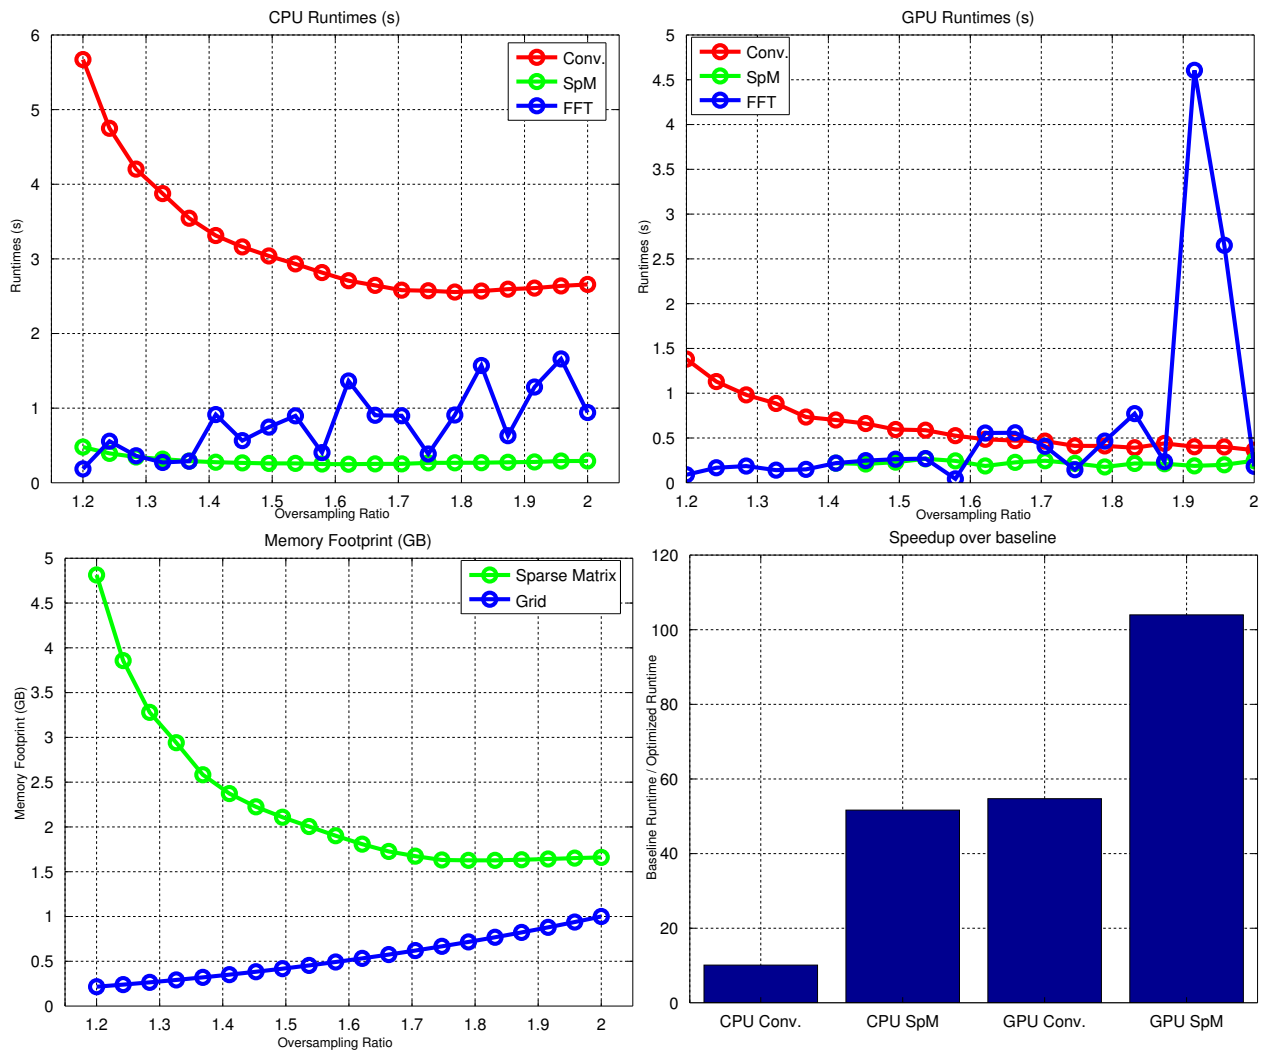 CPU Runtimes (s)
6
5
4
3
2
1
0
Runtimes (s)
Conv.
SpM
FFT
1.2 1.3 1.4 1.5 1.6 1.7 1.8 1.9 2
Oversampling Ratio
GPU Runtimes (s)
5
4.5
4
3.5
3
2.5
2
1.5
1
0.5
0
Runtimes (s)
Conv.
SpM
FFT
1.2 1.3 1.4 1.5 1.6 1.7 1.8 1.9 2
Oversampling Ratio
Memory Footprint (GB)
5
4.5
4
3.5
3
2.5
2
1.5
1
0.5
0
Memory Footprint (GB)
Sparse Matrix
Grid
1.2 1.3 1.4 1.5 1.6 1.7 1.8 1.9 2
Oversampling Ratio
Speedup over baseline
120
100
80
60
40
20
0
Baseline Runtime / Optimized Runtime
CPU Conv. CPU SpM GPU Conv. GPU SpM